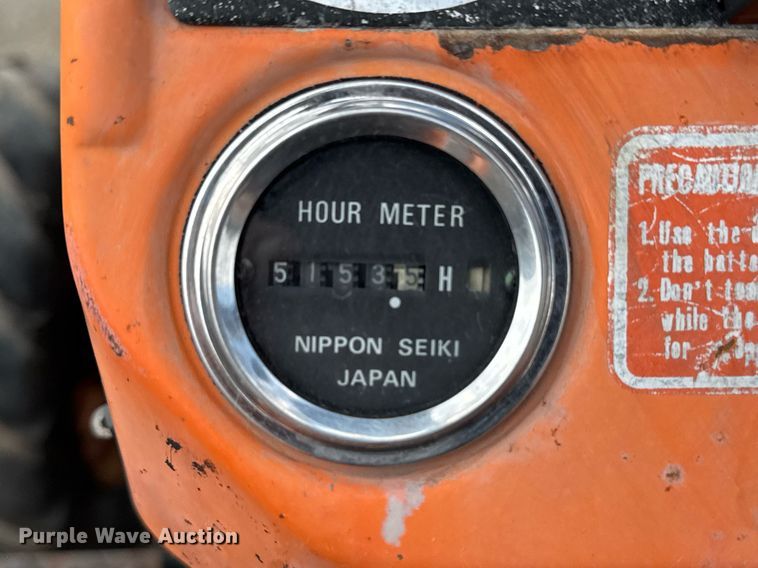 HOUR METER
5 1 5 3 5 H
NIPPON SEIKI
JAPAN
PRECAUTION
1. Use the
the batte
2. Don't
while the
for
Purple Wave Auction